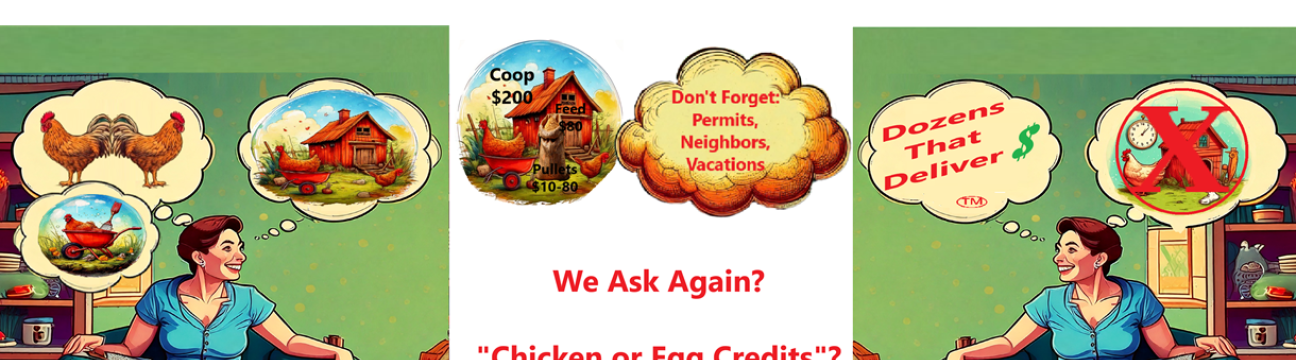 Coop
$200
Feed
$80
Pullets
$10-80
Don't Forget:
Permits,
Neighbors,
Vacations
Dozens
That
Deliver $
TM
X
We Ask Again?
"Chicken or Egg Credits"?